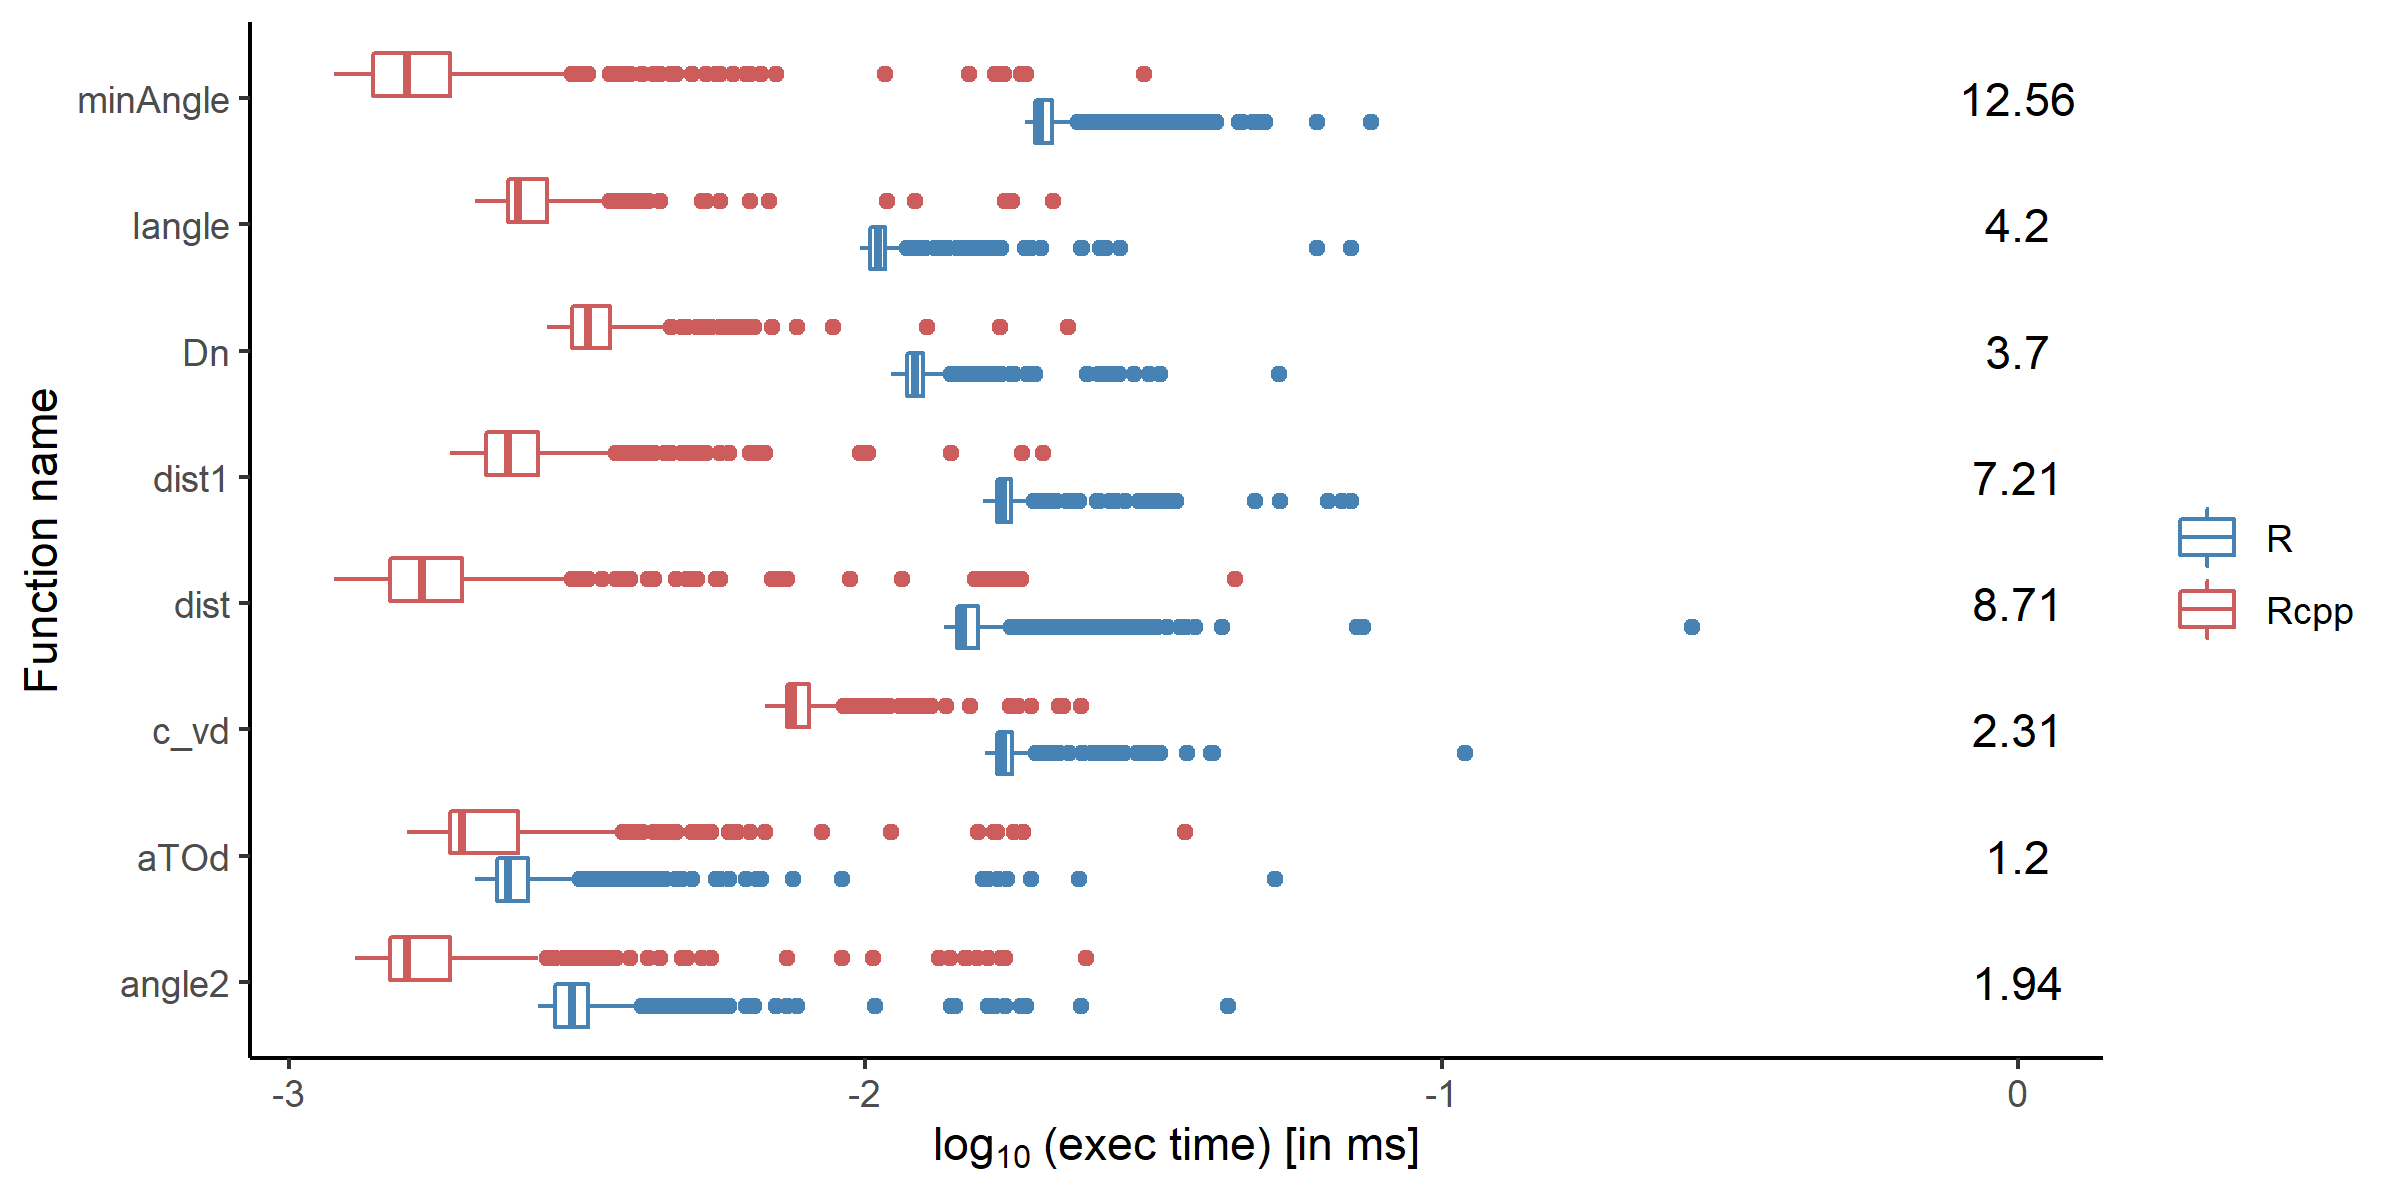 Function name
minAngle
12.56
langle
4.2
Dn
3.7
dist1
7.21
dist
8.71
c_vd
2.31
aTOd
1.2
angle2
1.94
R
Rcpp
-3 -2 -1 0
log10 (exec time) [in ms]